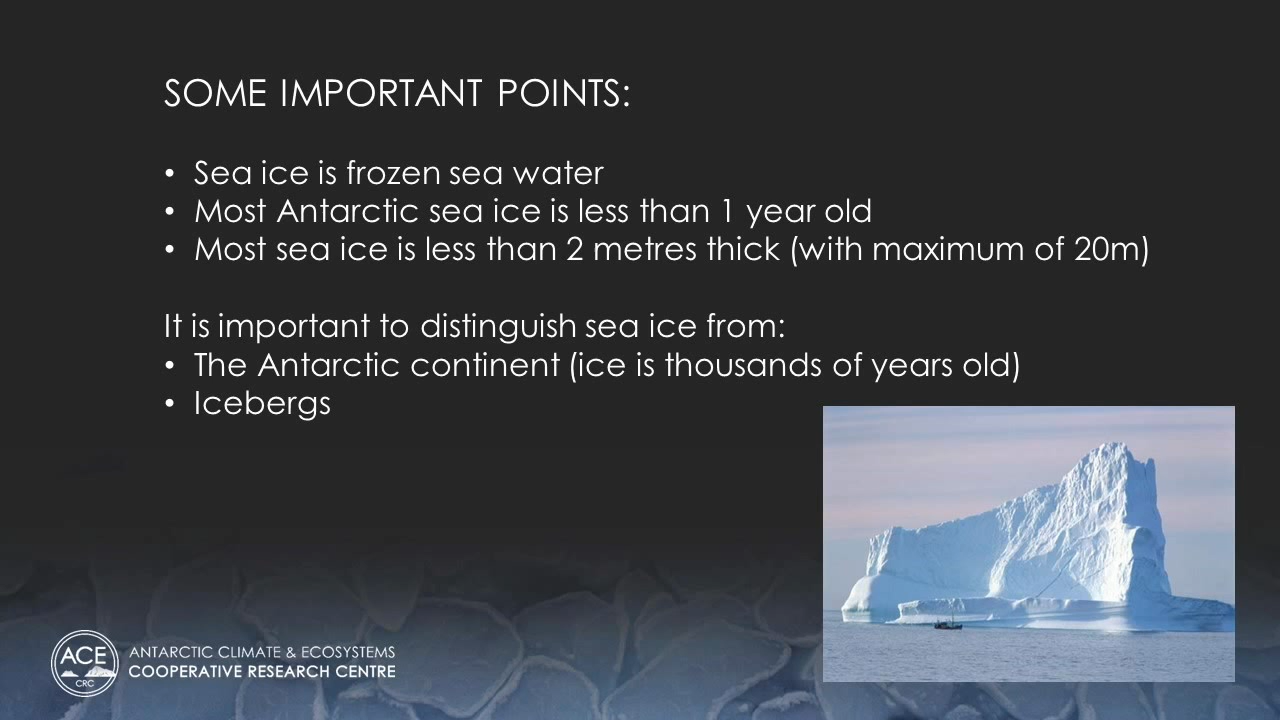 SOME IMPORTANT POINTS:
• Sea ice is frozen sea water
• Most Antarctic sea ice is less than 1 year old
• Most sea ice is less than 2 metres thick (with maximum of 20m)
It is important to distinguish sea ice from:
• The Antarctic continent (ice is thousands of years old)
• Icebergs
ACE
CRC
ANTARCTIC CLIMATE & ECOSYSTEMS
COOPERATIVE RESEARCH CENTRE